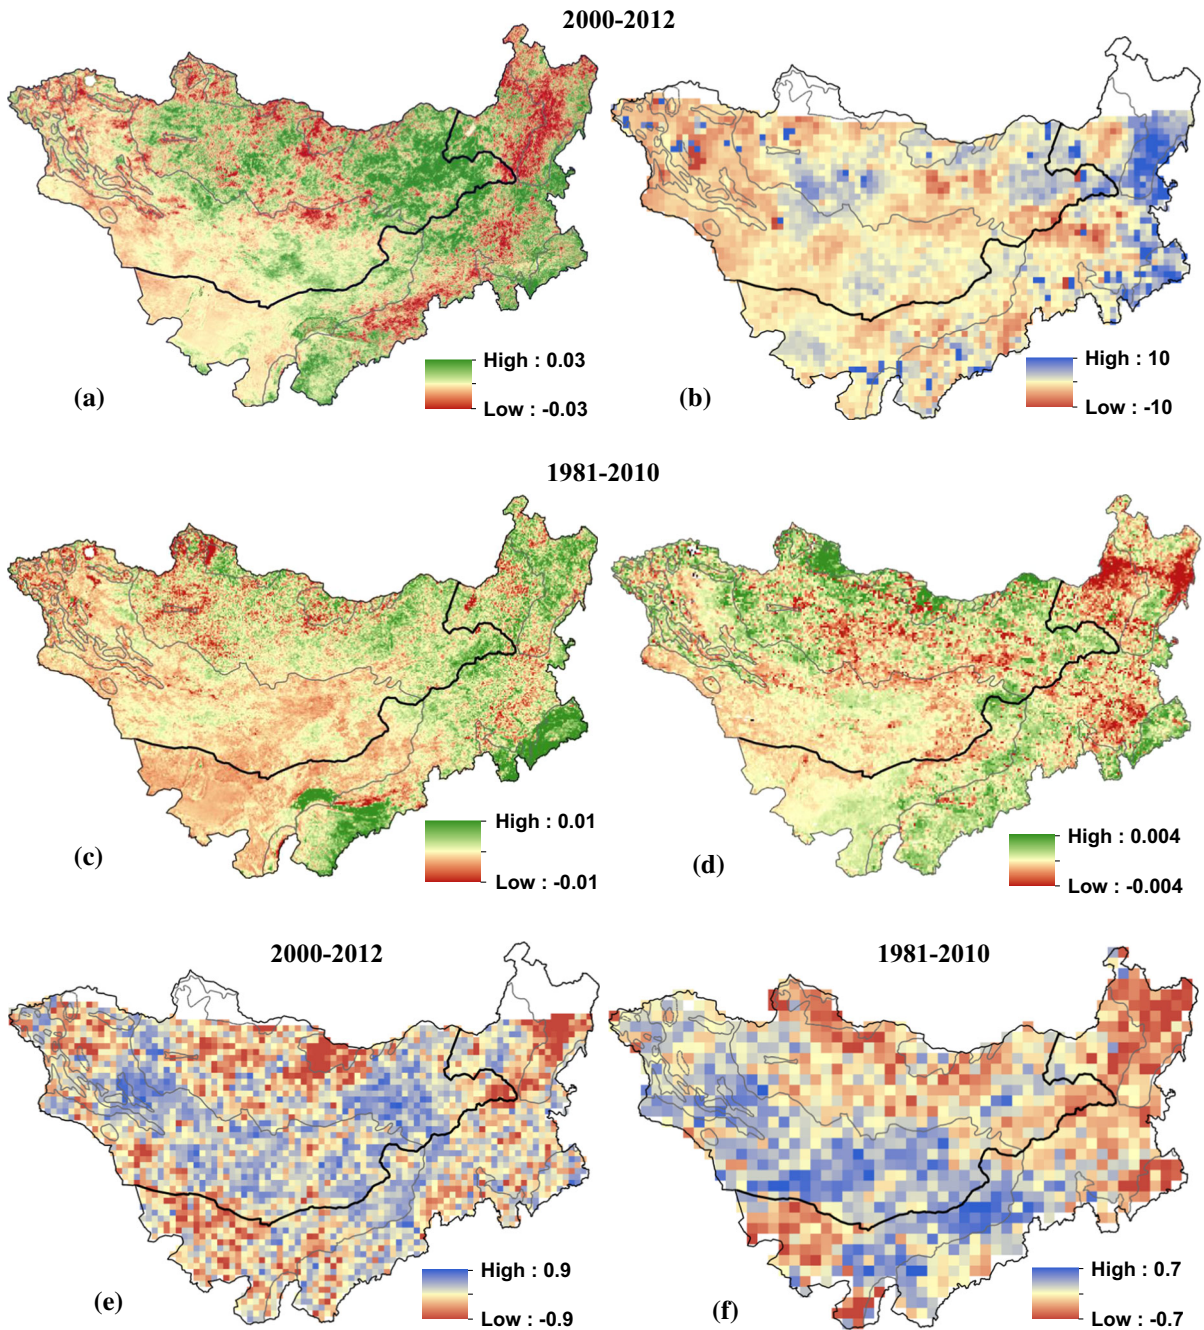 2000-2012
High : 0.03
Low : -0.03
(a)
High : 10
Low : -10
(b)
1981-2010
High : 0.01
Low : -0.01
(c)
High : 0.004
Low : -0.004
(d)
2000-2012
1981-2010
High : 0.9
Low : -0.9
(e)
High : 0.7
Low : -0.7
(f)